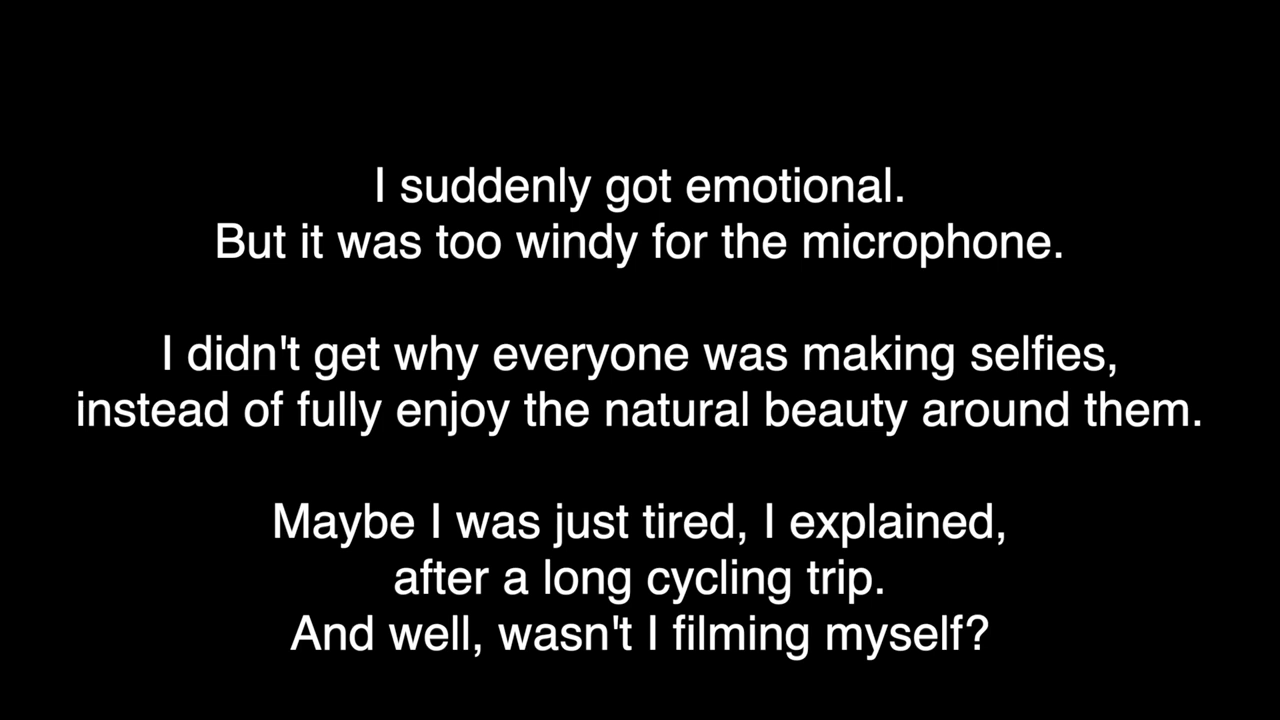 I suddenly got emotional.
But it was too windy for the microphone.
I didn't get why everyone was making selfies,
instead of fully enjoy the natural beauty around them.
Maybe I was just tired, I explained,
after a long cycling trip.
And well, wasn't I filming myself?